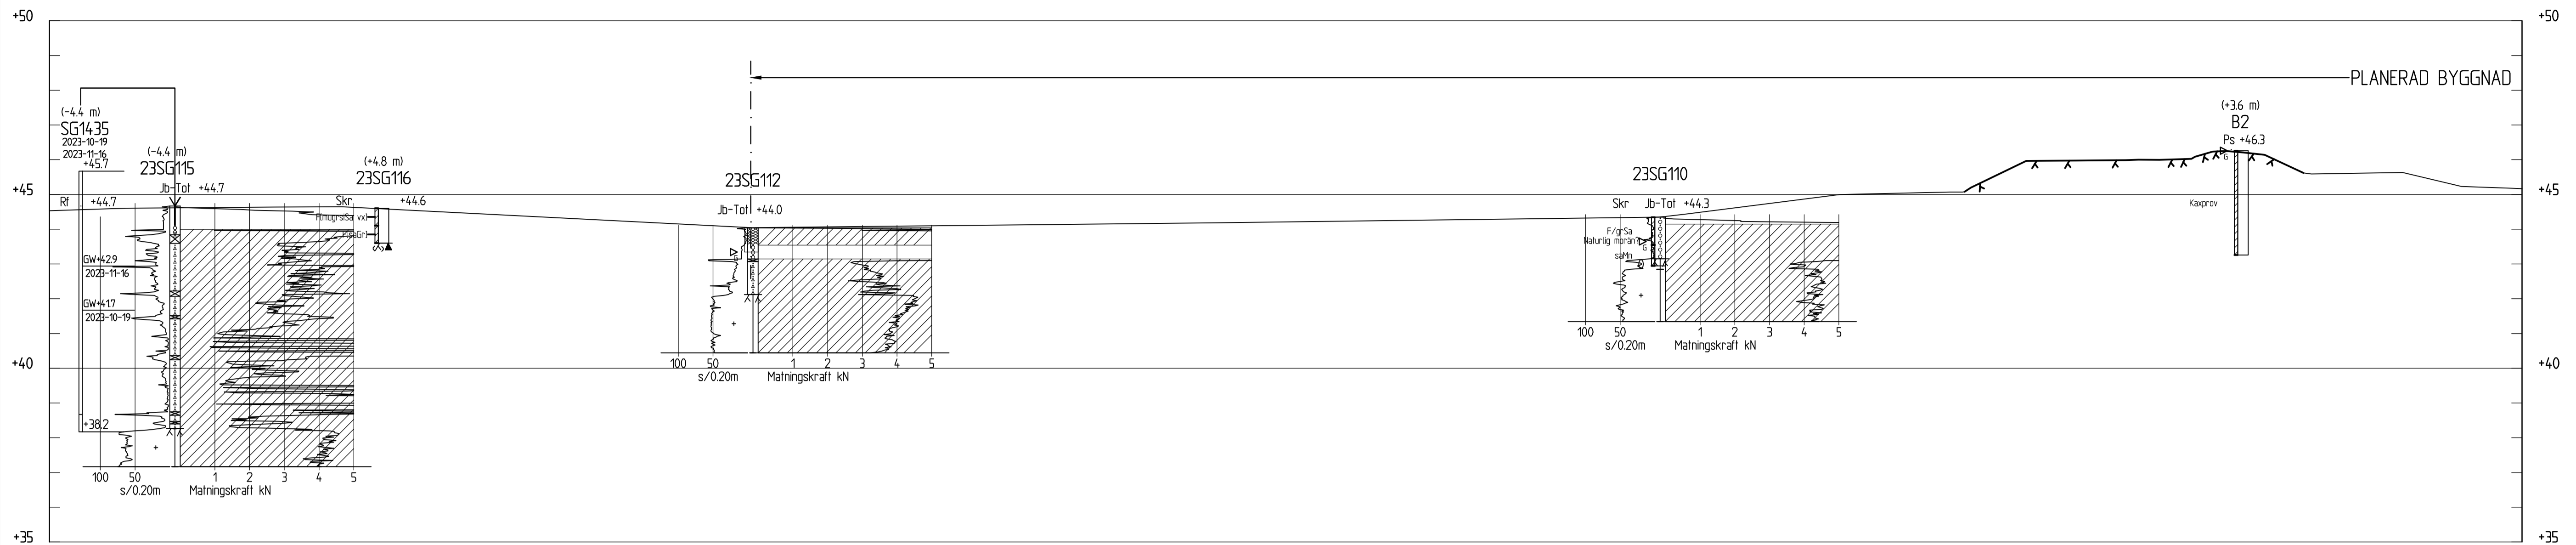 +50
+50
PLANERAD BYGGNAD
(-4.4 m)
SG1435
2023-10-19
2023-11-16
+45.7
(-4.4 m)
23SG115
Jb-Tot +44.7
Rf +44.7
(+4.8 m)
23SG116
Skr +44.6
23SG112
Jb-Tot +44.0
23SG110
Skr Jb-Tot +44.3
(+3.6 m)
B2
Ps +46.3
G
Kaxprov
+45
+45
F/grSa
Naturlig morän?
G
saMn
GW+42.9
2023-11-16
GW+41.7
2023-10-19
+38.2
+40
+40
100 50 1 2 3 4 5
s/0.20m Matningskraft kN
100 50 1 2 3 4 5
s/0.20m Matningskraft kN
100 50 1 2 3 4 5
s/0.20m Matningskraft kN
+35
+35